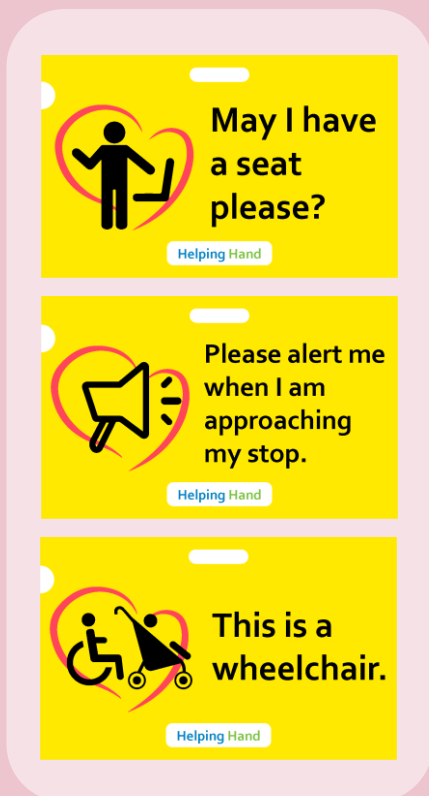 May I have
a seat
please?
Helping Hand
Please alert me
when I am
approaching
my stop.
Helping Hand
This is a
wheelchair.
Helping Hand